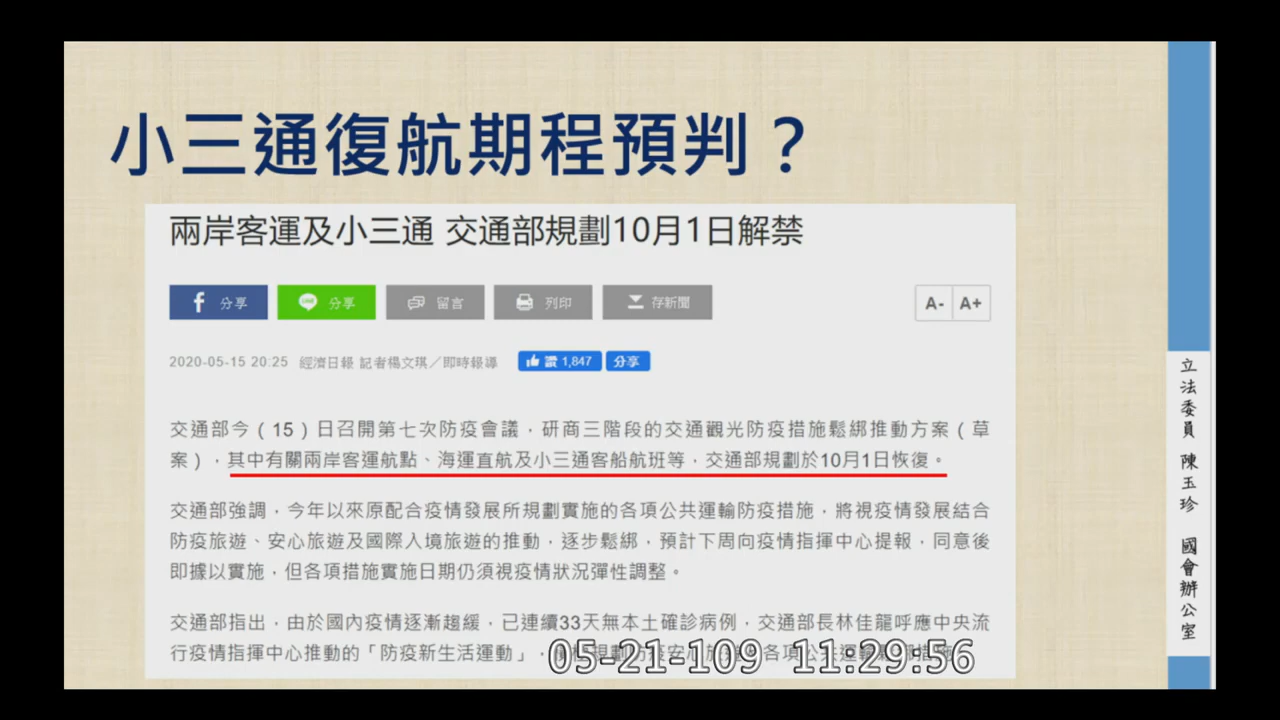 小三通復航期程預判？
兩岸客運及小三通 交通部規劃10月1日解禁
分享 分享 留言 列印 存新聞 A- A+
2020-05-15 20:25 經濟日報 記者楊文琪／即時報導 讚 1,847 分享
交通部今（15）日召開第七次防疫會議，研商三階段的交通觀光防疫措施鬆綁推動方案（草
案），其中有關兩岸客運航點、海運直航及小三通客船航班等，交通部規劃於10月1日恢復。
交通部強調，今年以來原配合疫情發展所規劃實施的各項公共運輸防疫措施，將視疫情發展結合
防疫旅遊、安心旅遊及國際入境旅遊的推動，逐步鬆綁，預計下周向疫情指揮中心提報，同意後
即據以實施，但各項措施實施日期仍須視疫情狀況彈性調整。
交通部指出，由於國內疫情逐漸趨緩，已連續33天無本土確診病例，交通部長林佳龍呼應中央流
行疫情指揮中心推動的「防疫新生活運動」，
05-21-109 11:29:56
立法委員 陳玉珍 國會辦公室